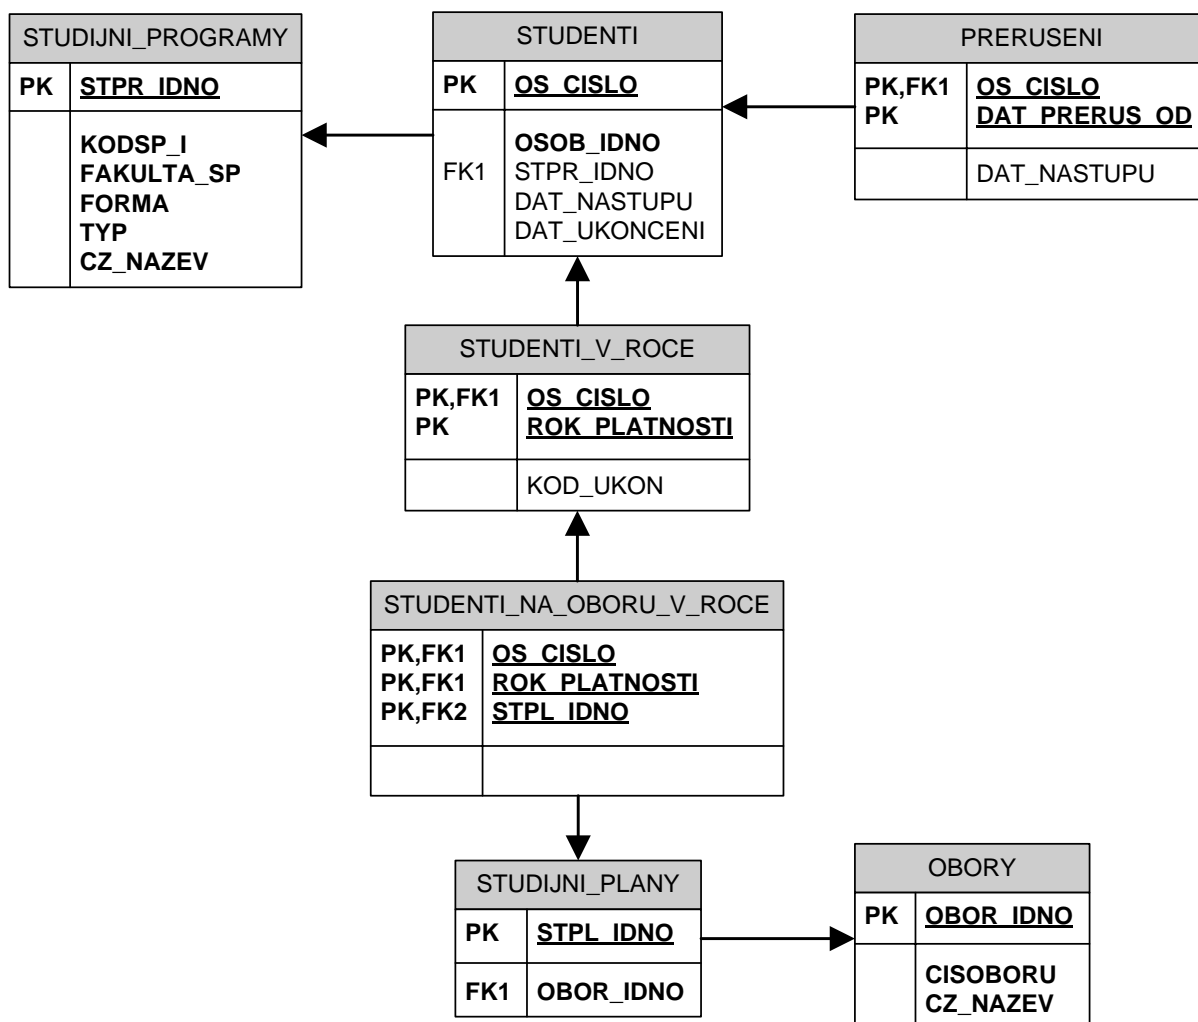 STUDIJNI_PROGRAMY
PK STPR_IDNO
KODSP_I
FAKULTA_SP
FORMA
TYP
CZ_NAZEV
STUDENTI
PK OS_CISLO
OSOB_IDNO
FK1 STPR_IDNO
DAT_NASTUPU
DAT_UKONCENI
PRERUSENI
PK,FK1 OS_CISLO
PK DAT_PRERUS_OD
DAT_NASTUPU
STUDENTI_V_ROCE
PK,FK1 OS_CISLO
PK ROK_PLATNOSTI
KOD_UKON
STUDENTI_NA_OBORU_V_ROCE
PK,FK1 OS_CISLO
PK,FK1 ROK_PLATNOSTI
PK,FK2 STPL_IDNO
STUDIJNI_PLANY
PK STPL_IDNO
FK1 OBOR_IDNO
OBORY
PK OBOR_IDNO
CISOBORU
CZ_NAZEV